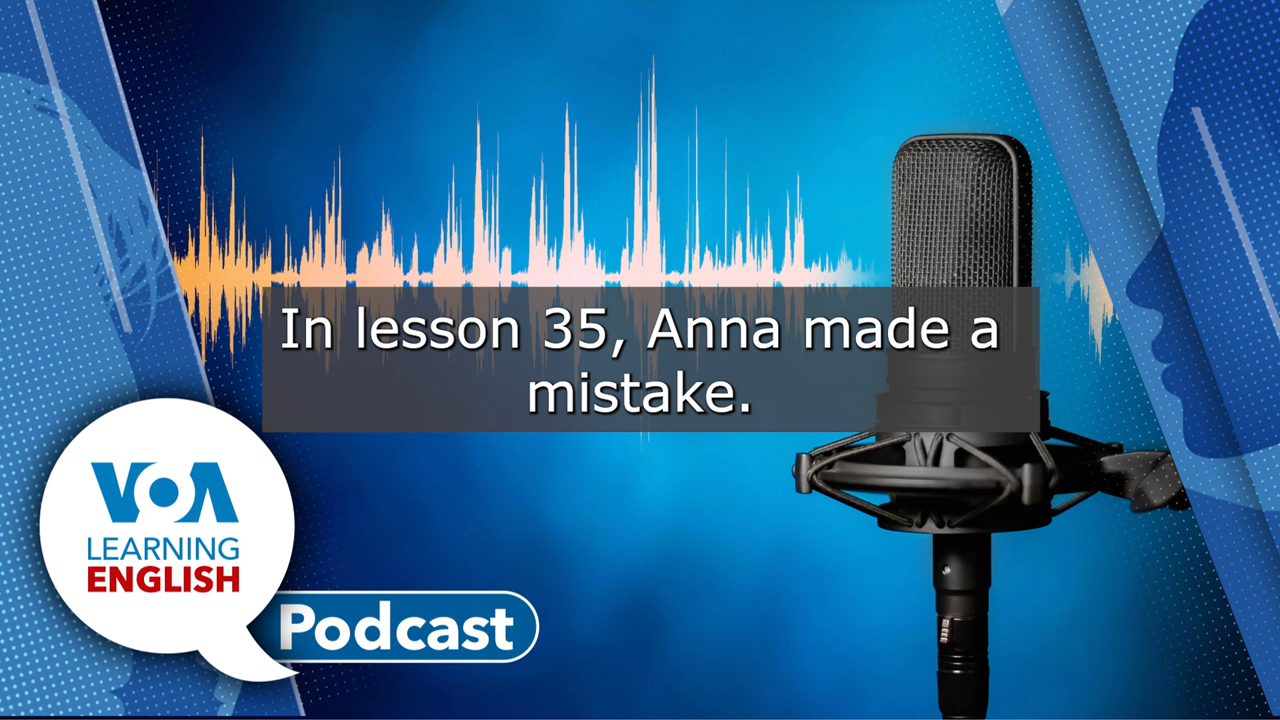 In lesson 35, Anna made a
mistake.
VOA
LEARNING
ENGLISH
Podcast